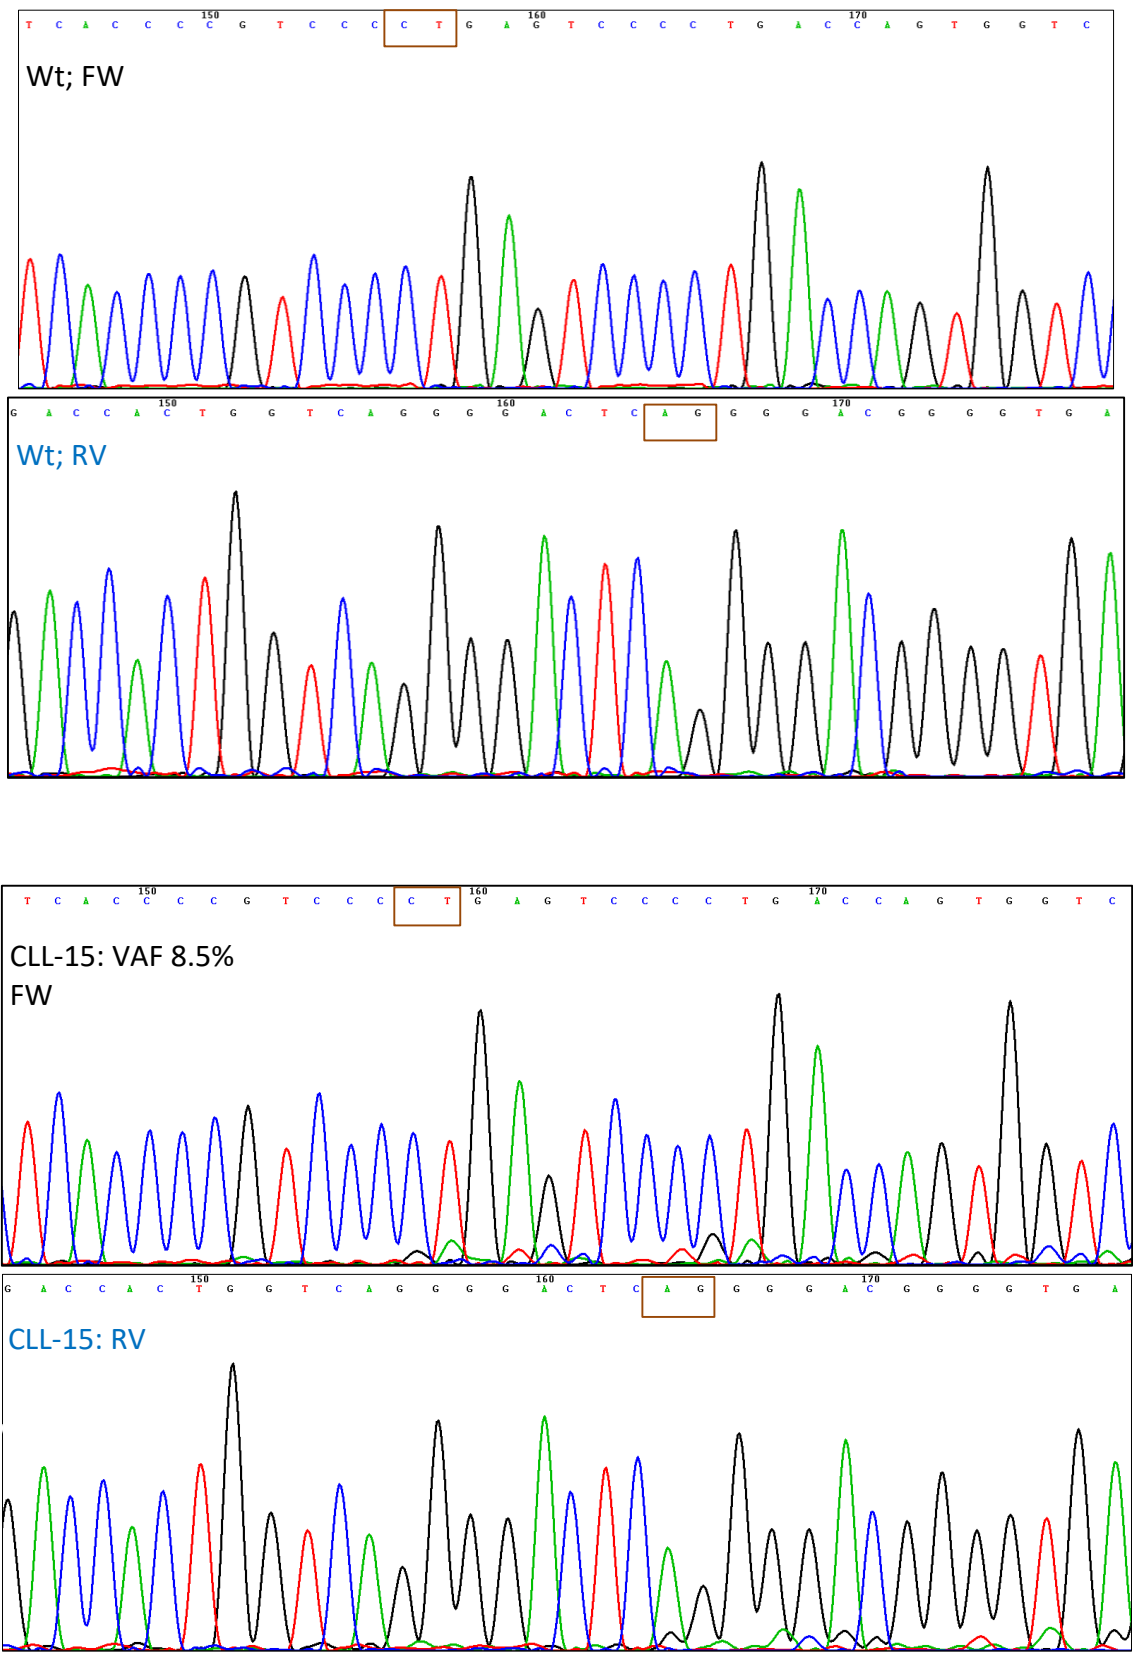 150 160 170
T C A C C C C G T C C C C T G A G T C C C C T G A C C A G T G G T C
Wt; FW
150 160 170
G A C C A C T G G T C A G G G G A C T C A G G G G A C G G G G T G A
Wt; RV
150 160 170
T C A C C C C G T C C C C T G A G T C C C C T G A C C A G T G G T C
CLL-15: VAF 8.5%
FW
150 160 170
G A C C A C T G G T C A G G G G A C T C A G G G G A C G G G G T G A
CLL-15: RV